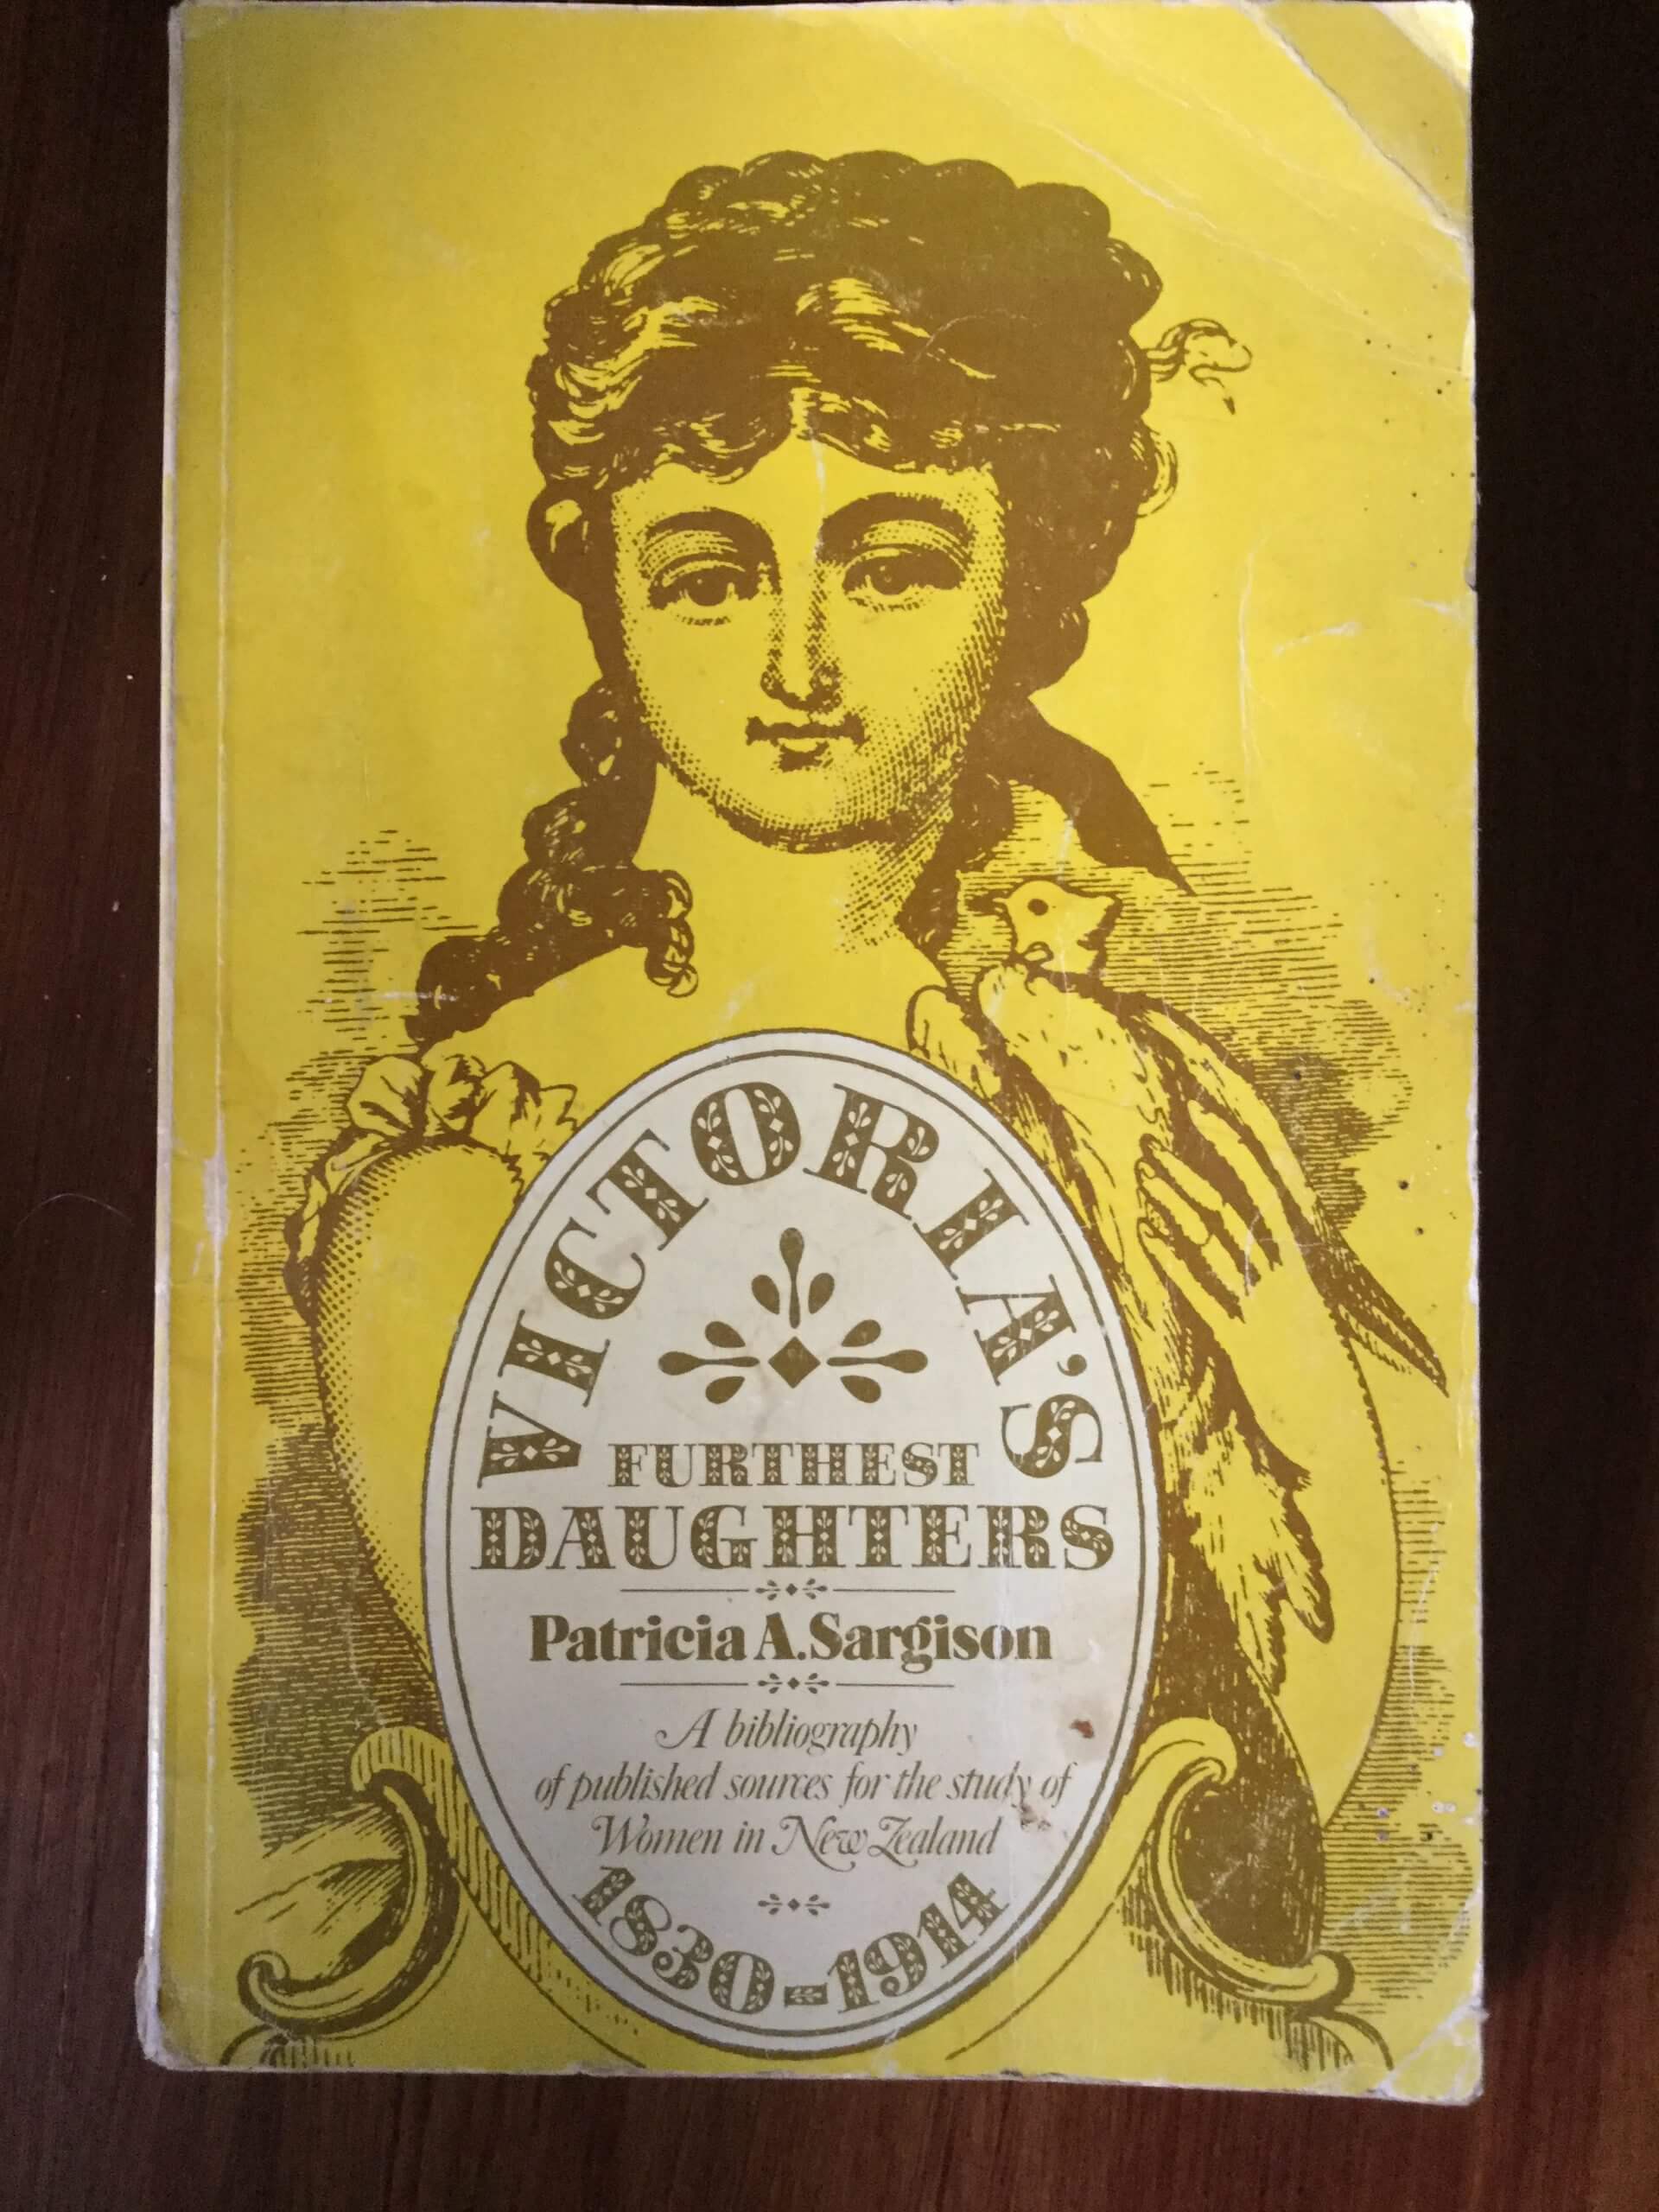 VICTORIA'S
FURTHEST
DAUGHTERS
Patricia A. Sargison
A bibliography
of published sources for the study of
Women in New Zealand
1830-1914